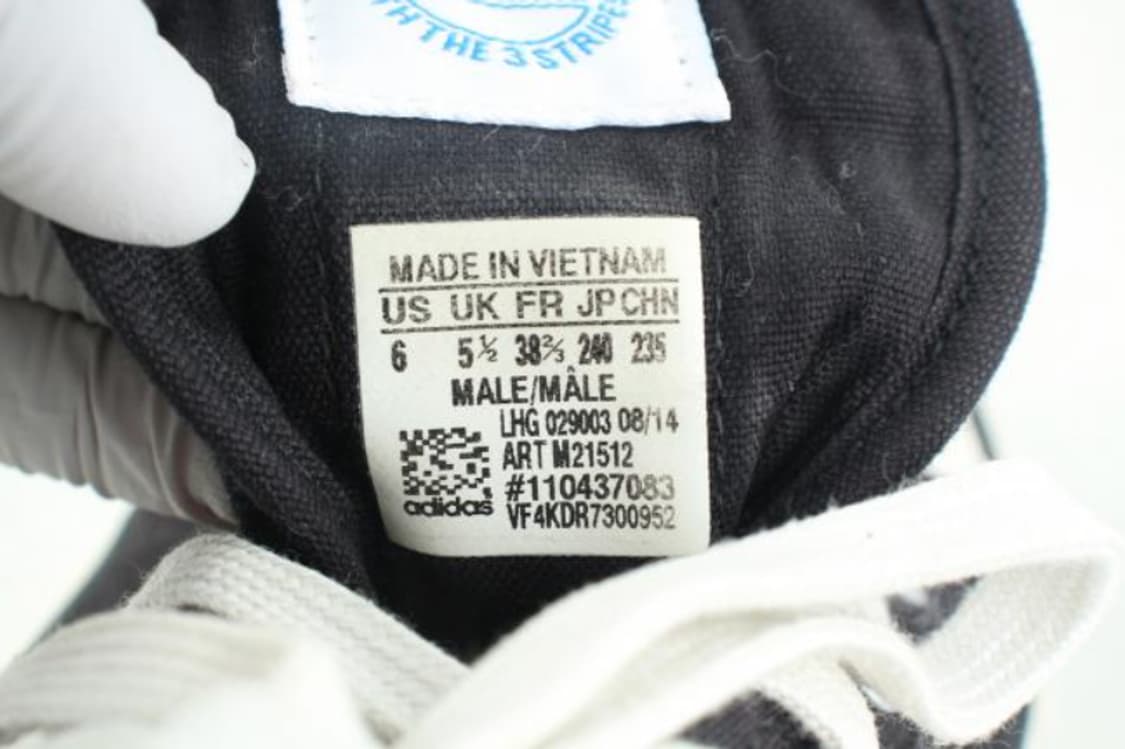 TH THE 3 STRIPES
MADE IN VIETNAM
US UK FR JP CHN
6 5½ 38⅔ 240 235
MALE/MÂLE
LHG 029003 08/14
ART M21512
#110437083
adidas VF4KDR7300952